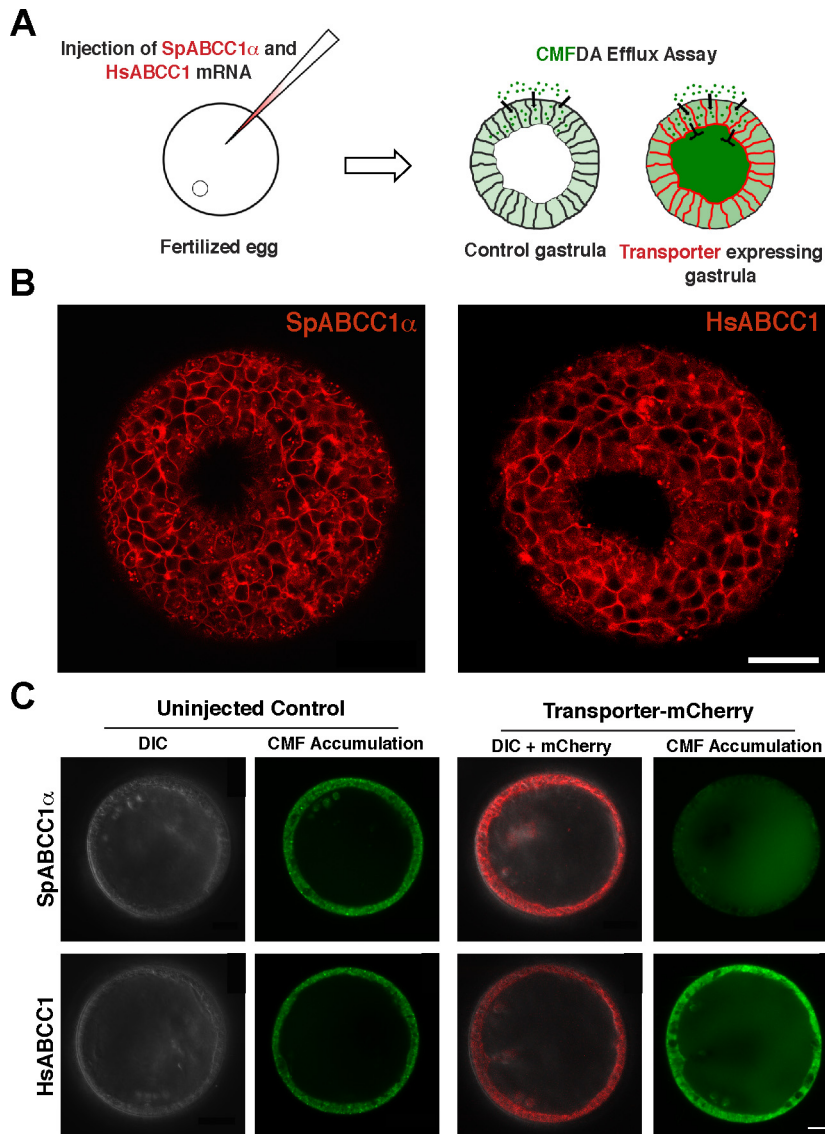 A
Injection of SpABCC1α and
HsABCC1 mRNA
Fertilized egg
CMFDA Efflux Assay
Control gastrula
Transporter expressing
gastrula
B
SpABCC1α
HsABCC1
C
Uninjected Control
Transporter-mCherry
DIC
CMF Accumulation
DIC + mCherry
CMF Accumulation
SpABCC1α
HsABCC1